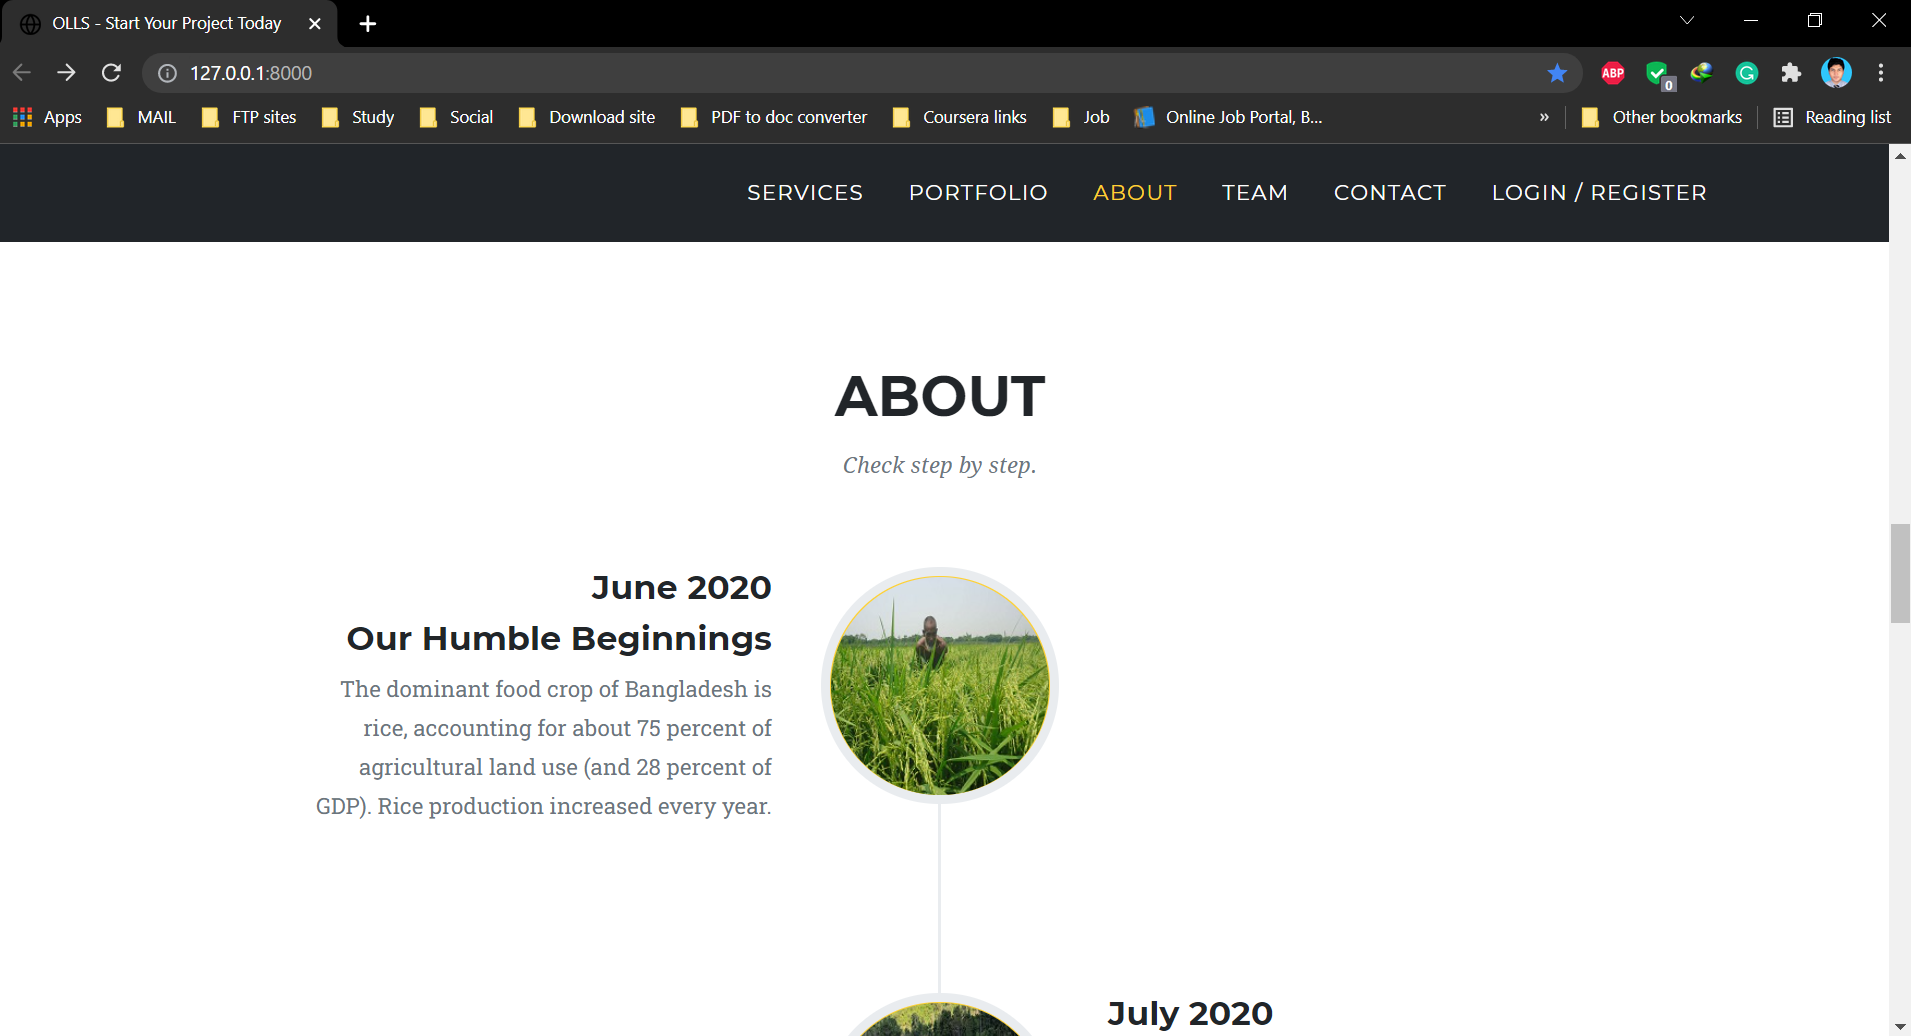 OLLS - Start Your Project Today
127.0.0.1:8000
ABP
0
G
Apps MAIL FTP sites Study Social Download site PDF to doc converter Coursera links Job Online Job Portal, B... » Other bookmarks Reading list
SERVICES PORTFOLIO ABOUT TEAM CONTACT LOGIN / REGISTER
ABOUT
Check step by step.
June 2020
Our Humble Beginnings
The dominant food crop of Bangladesh is
rice, accounting for about 75 percent of
agricultural land use (and 28 percent of
GDP). Rice production increased every year.
July 2020